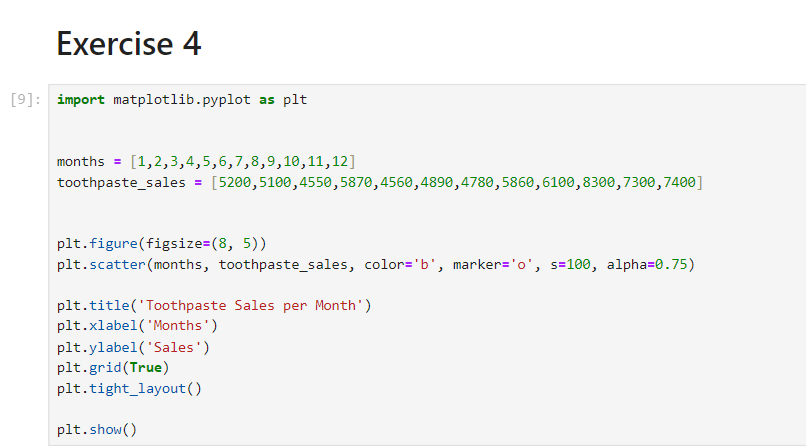 Exercise 4
[9]: import matplotlib.pyplot as plt
months = [1,2,3,4,5,6,7,8,9,10,11,12]
toothpaste_sales = [5200,5100,4550,5870,4560,4890,4780,5860,6100,8300,7300,7400]
plt.figure(figsize=(8, 5))
plt.scatter(months, toothpaste_sales, color='b', marker='o', s=100, alpha=0.75)
plt.title('Toothpaste Sales per Month')
plt.xlabel('Months')
plt.ylabel('Sales')
plt.grid(True)
plt.tight_layout()
plt.show()